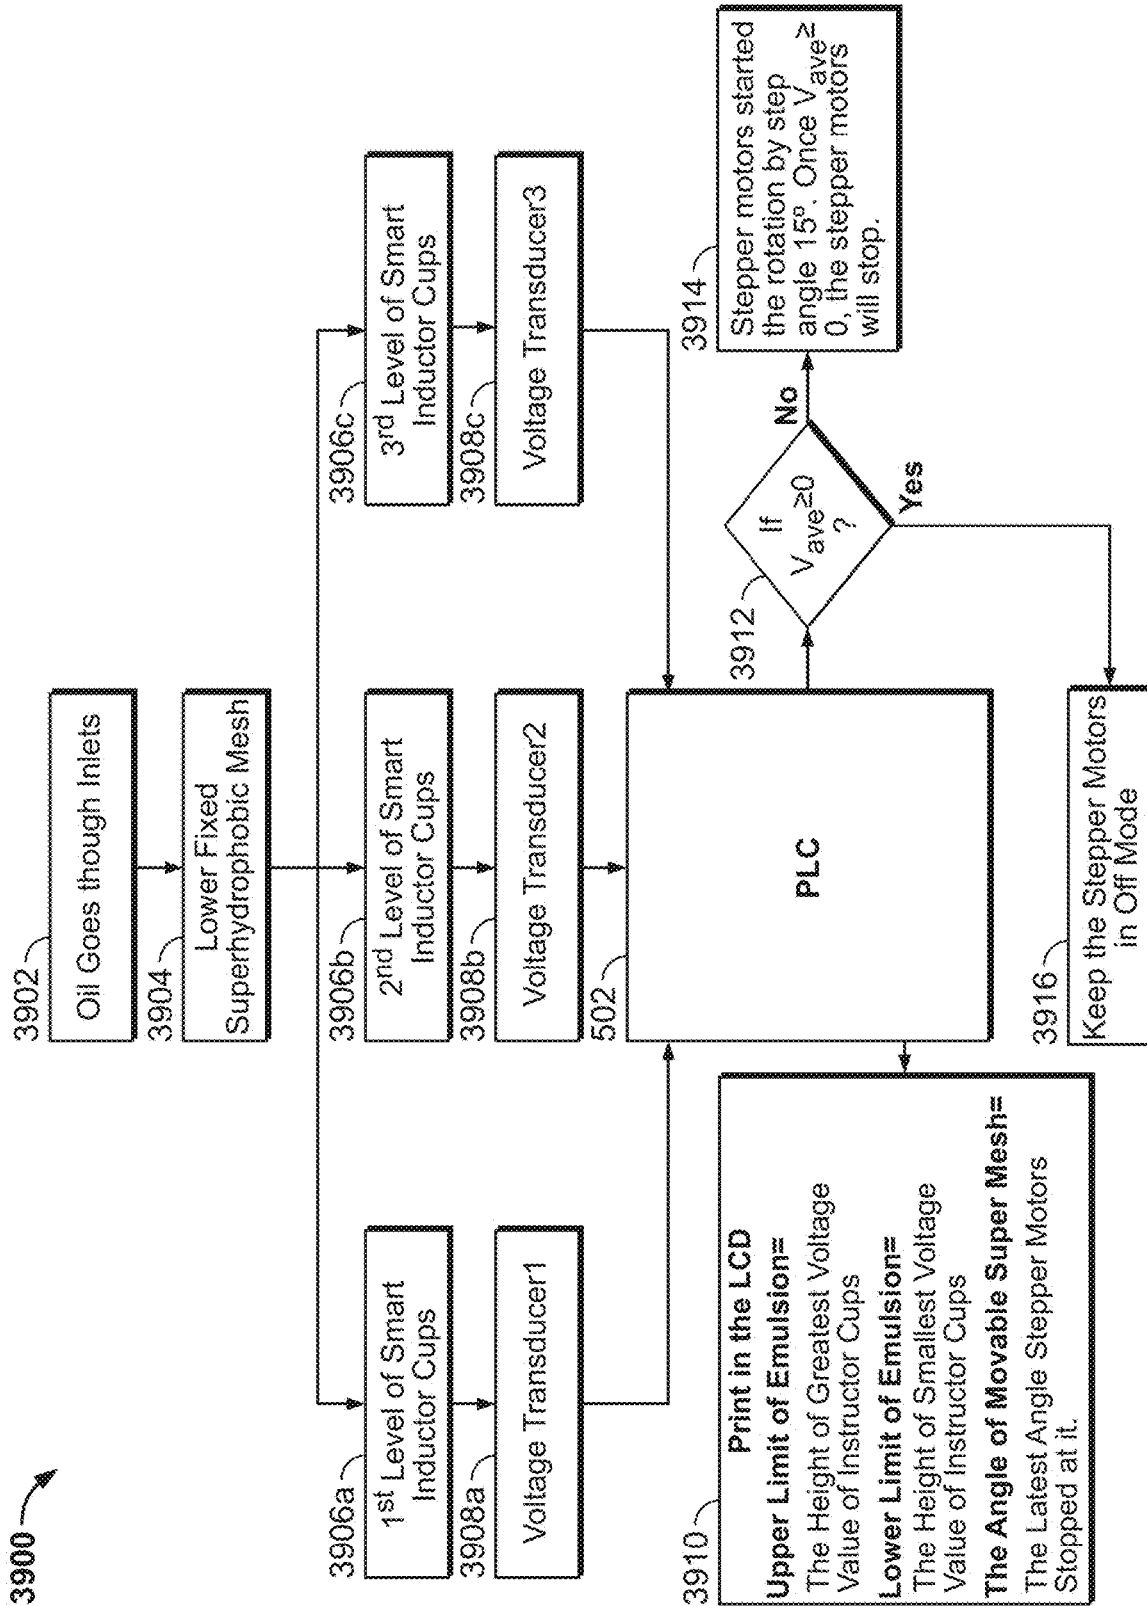 3900
3902
Oil Goes though Inlets
3904
Lower Fixed
Superhydrophobic Mesh
3906a
1st Level of Smart
Inductor Cups
3906b
2nd Level of Smart
Inductor Cups
3906c
3rd Level of Smart
Inductor Cups
3908a
Voltage Transducer1
3908b
Voltage Transducer2
3908c
Voltage Transducer3
502
PLC
3910
Print in the LCD
Upper Limit of Emulsion=
The Height of Greatest Voltage
Value of Instructor Cups
Lower Limit of Emulsion=
The Height of Smallest Voltage
Value of Instructor Cups
The Angle of Movable Super Mesh=
The Latest Angle Stepper Motors
Stopped at it.
3912
If
Vave≥0
?
No
Yes
3914
Stepper motors started
the rotation by step
angle 15º. Once Vave≥
0, the stepper motors
will stop.
3916
Keep the Stepper Motors
in Off Mode